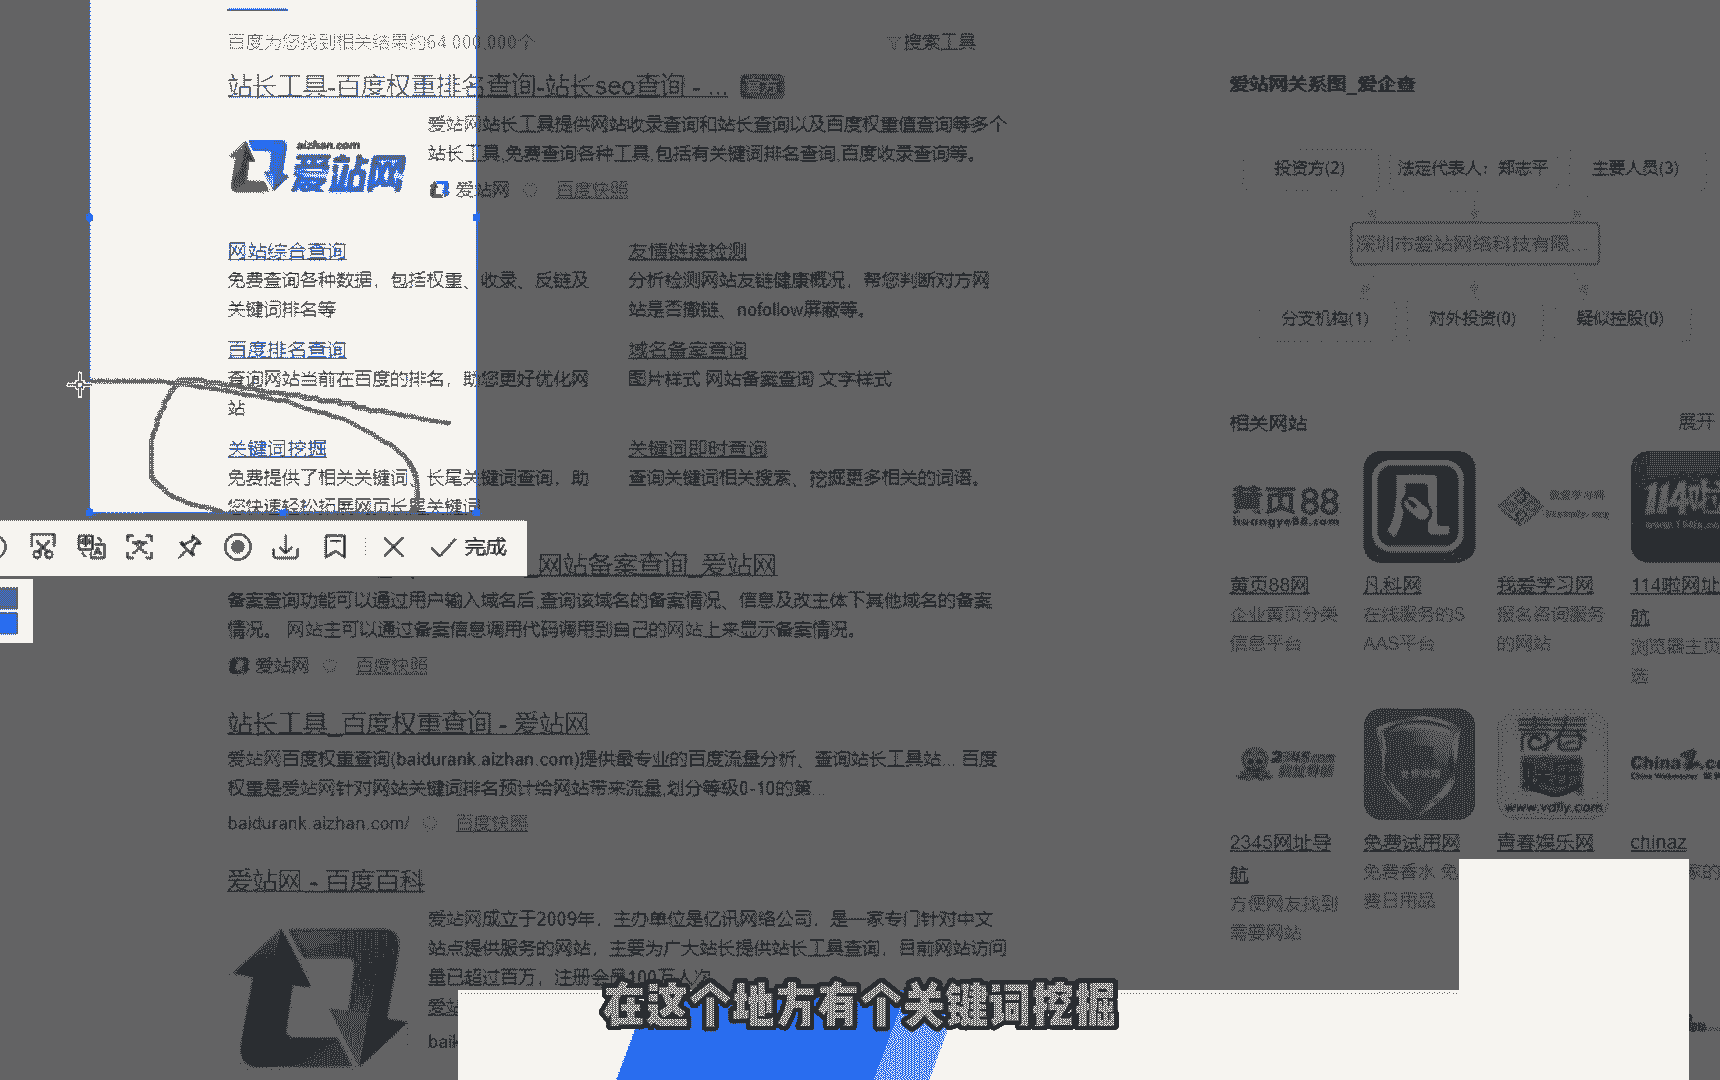 百度为您找到相关结果约64,000,000个
搜索工具
站长工具-百度权重排名查询-站长seo查询 - ...
官方
爱站网站长工具提供网站收录查询和站长查询以及百度权重值查询等多个
站长工具,免费查询各种工具,包括有关键词排名查询,百度收录查询等。
aizhan.com
爱站网
爱站网
百度快照
网站综合查询
免费查询各种数据，包括权重、收录、反链及
关键词排名等
友情链接检测
分析检测网站友链健康概况，帮您判断对方网
站是否撤链、nofollow屏蔽等。
百度排名查询
查询网站当前在百度的排名，助您更好优化网
站
域名备案查询
图片样式 网站备案查询 文字样式
关键词挖掘
免费提供了相关关键词、长尾关键词查询，助
您快速轻松拓展网页长尾关键词
关键词即时查询
查询关键词相关搜索、挖掘更多相关的词语。
完成
_网站备案查询_爱站网
备案查询功能可以通过用户输入域名后,查询该域名的备案情况、信息及改主体下其他域名的备案
情况。 网站主可以通过备案信息调用代码调用到自己的网站上来显示备案情况。
爱站网
百度快照
站长工具_百度权重查询 - 爱站网
爱站网百度权重查询(baidurank.aizhan.com)提供最专业的百度流量分析、查询站长工具站... 百度
权重是爱站网针对网站关键词排名预计给网站带来流量,划分等级0-10的第...
baidurank.aizhan.com/
百度快照
爱站网 - 百度百科
爱站网成立于2009年，主办单位是亿讯网络公司，是一家专门针对中文
站点提供服务的网站，主要为广大站长提供站长工具查询，目前网站访问
量已超过百万，注册会员100万人次
爱站
baik
爱站网关系图_爱企查
投资方(2)
法定代表人：郑志平
主要人员(3)
深圳市爱站网络科技有限...
分支机构(1)
对外投资(0)
疑似控股(0)
相关网站
展开
黄页88
huangye88.com
114啦
黄页88网
企业黄页分类
信息平台
凡科网
在线服务的S
AAS平台
我爱学习网
报名咨询服务
的网站
114啦网址
航
浏览器主页
选
2345.com
青春
娱乐
www.vdfly.com
China
2345网址导
航
方便网友找到
需要网站
免费试用网
免费香水 免
费日用品
青春娱乐网
chinaz
家的
在这个地方有个关键词挖掘